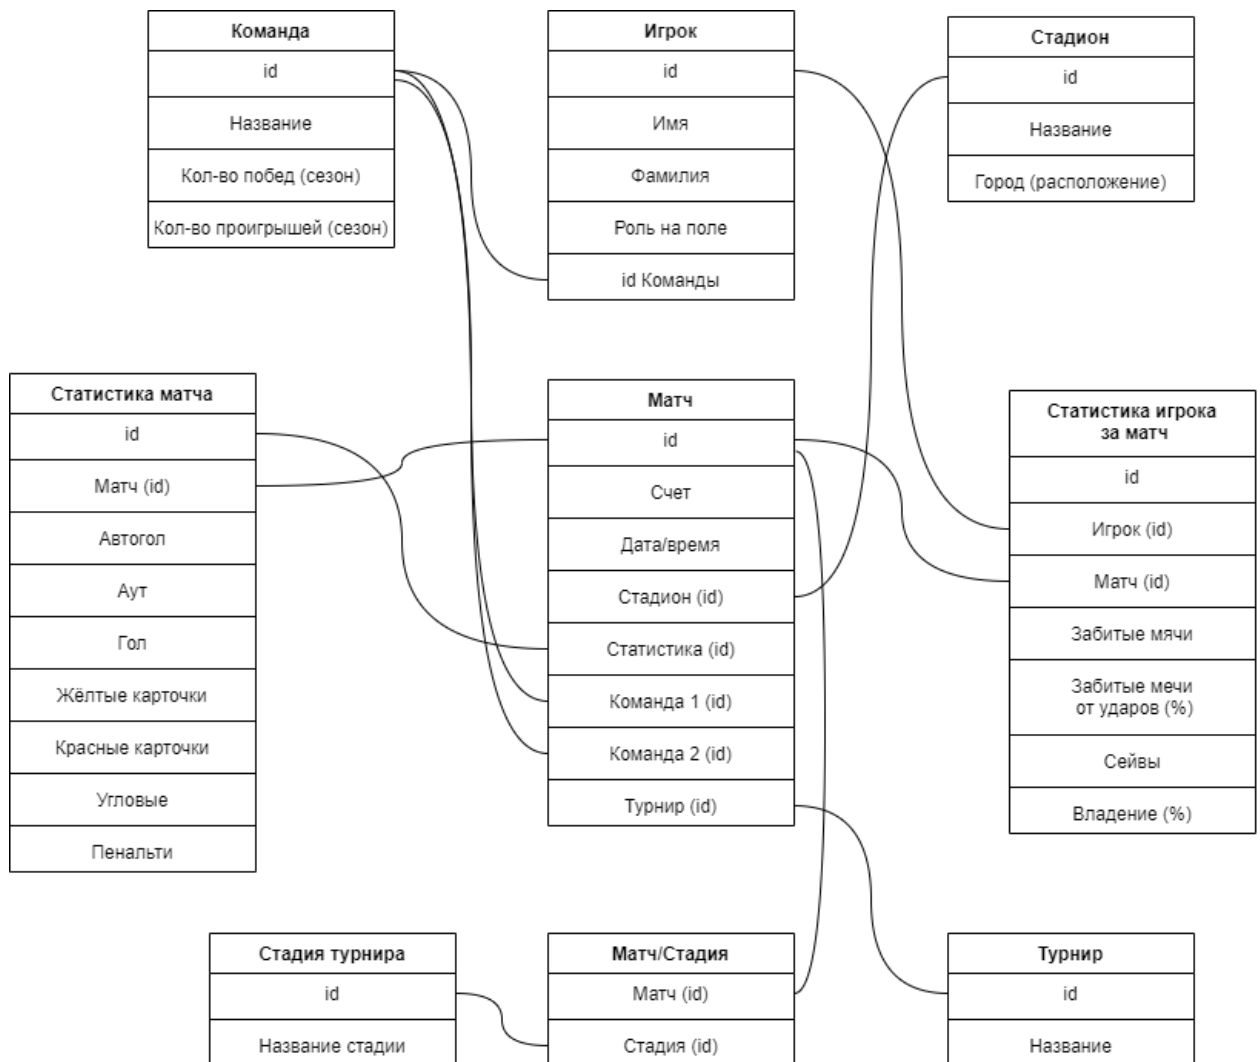 Команда
id
Название
Кол-во побед (сезон)
Кол-во проигрышей (сезон)
Игрок
id
Имя
Фамилия
Роль на поле
id Команды
Стадион
id
Название
Город (расположение)
Статистика матча
id
Матч (id)
Автогол
Аут
Гол
Жёлтые карточки
Красные карточки
Угловые
Пенальти
Матч
id
Счет
Дата/время
Стадион (id)
Статистика (id)
Команда 1 (id)
Команда 2 (id)
Турнир (id)
Статистика игрока
за матч
id
Игрок (id)
Матч (id)
Забитые мячи
Забитые мечи
от ударов (%)
Сейвы
Владение (%)
Стадия турнира
id
Название стадии
Матч/Стадия
Матч (id)
Стадия (id)
Турнир
id
Название